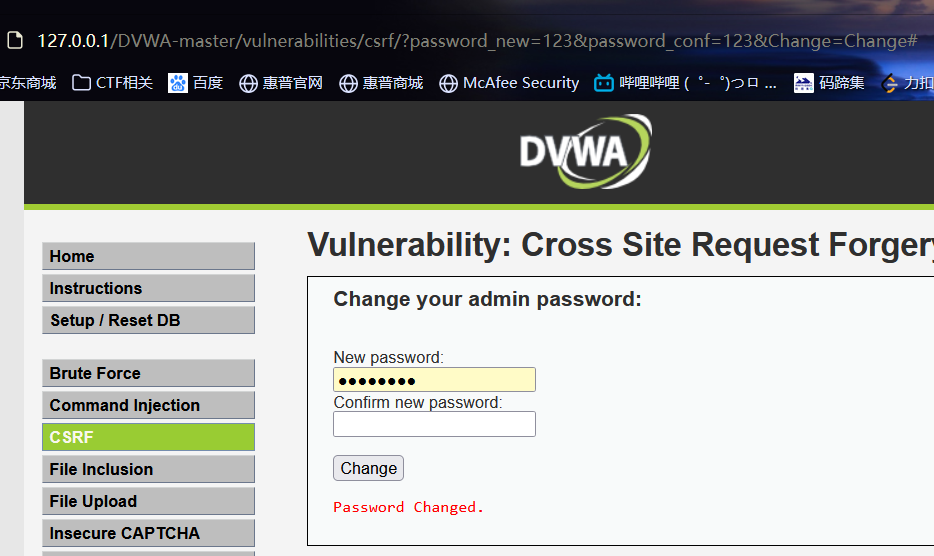 127.0.0.1/DVWA-master/vulnerabilities/csrf/?password_new=123&password_conf=123&Change=Change#
京东商城 CTF相关 百度 惠普官网 惠普商城 McAfee Security 哔哩哔哩 ( ゜- ゜)つロ ... 码蹄集 力扣
DVWA
Vulnerability: Cross Site Request Forgery
Home
Instructions
Setup / Reset DB
Brute Force
Command Injection
CSRF
File Inclusion
File Upload
Insecure CAPTCHA
Change your admin password:
New password:
●●●●●●●●
Confirm new password:
Change
Password Changed.